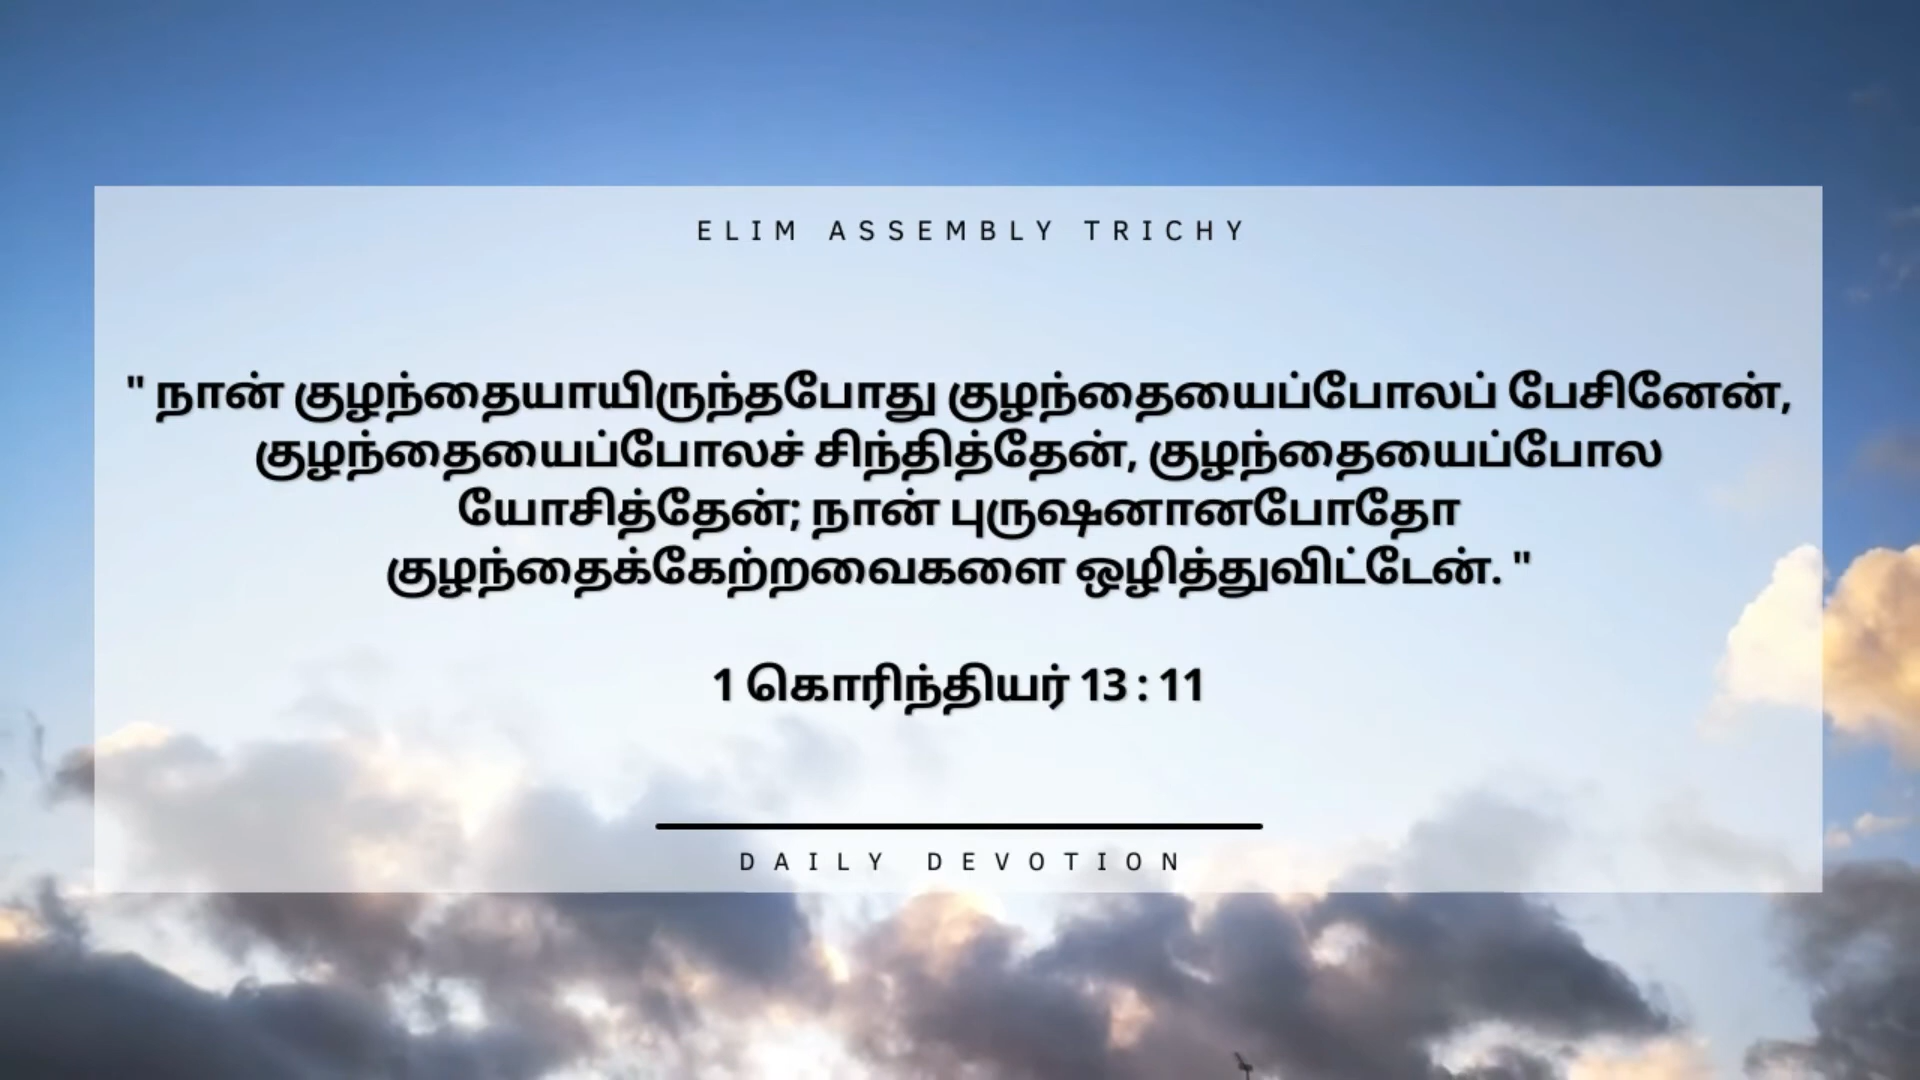 ELIM ASSEMBLY TRICHY
" நான் குழந்தையாயிருந்தபோது குழந்தையைப்போலப் பேசினேன்,
குழந்தையைப்போலச் சிந்தித்தேன், குழந்தையைப்போல
யோசித்தேன்; நான் புருஷனானபோதோ
குழந்தைக்கேற்றவைகளை ஒழித்துவிட்டேன். "
1 கொரிந்தியர் 13 : 11
DAILY DEVOTION